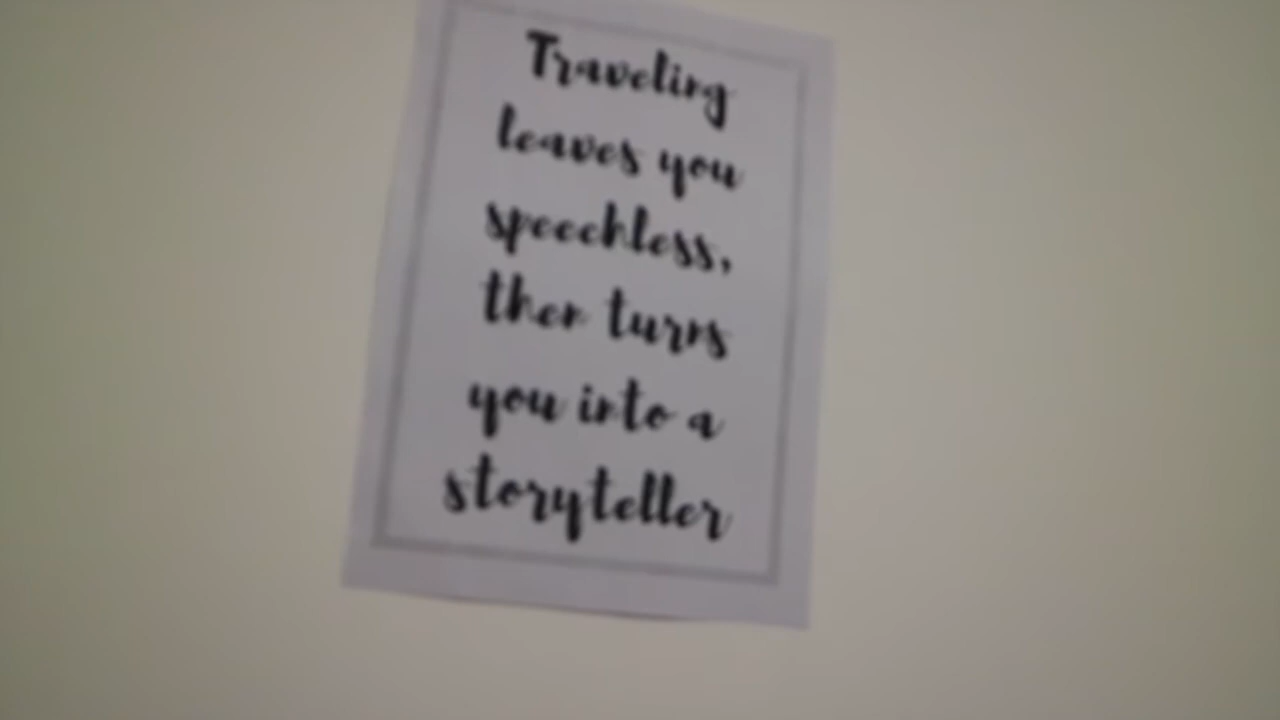 Traveling
leaves you
speechless,
then turns
you into a
storyteller